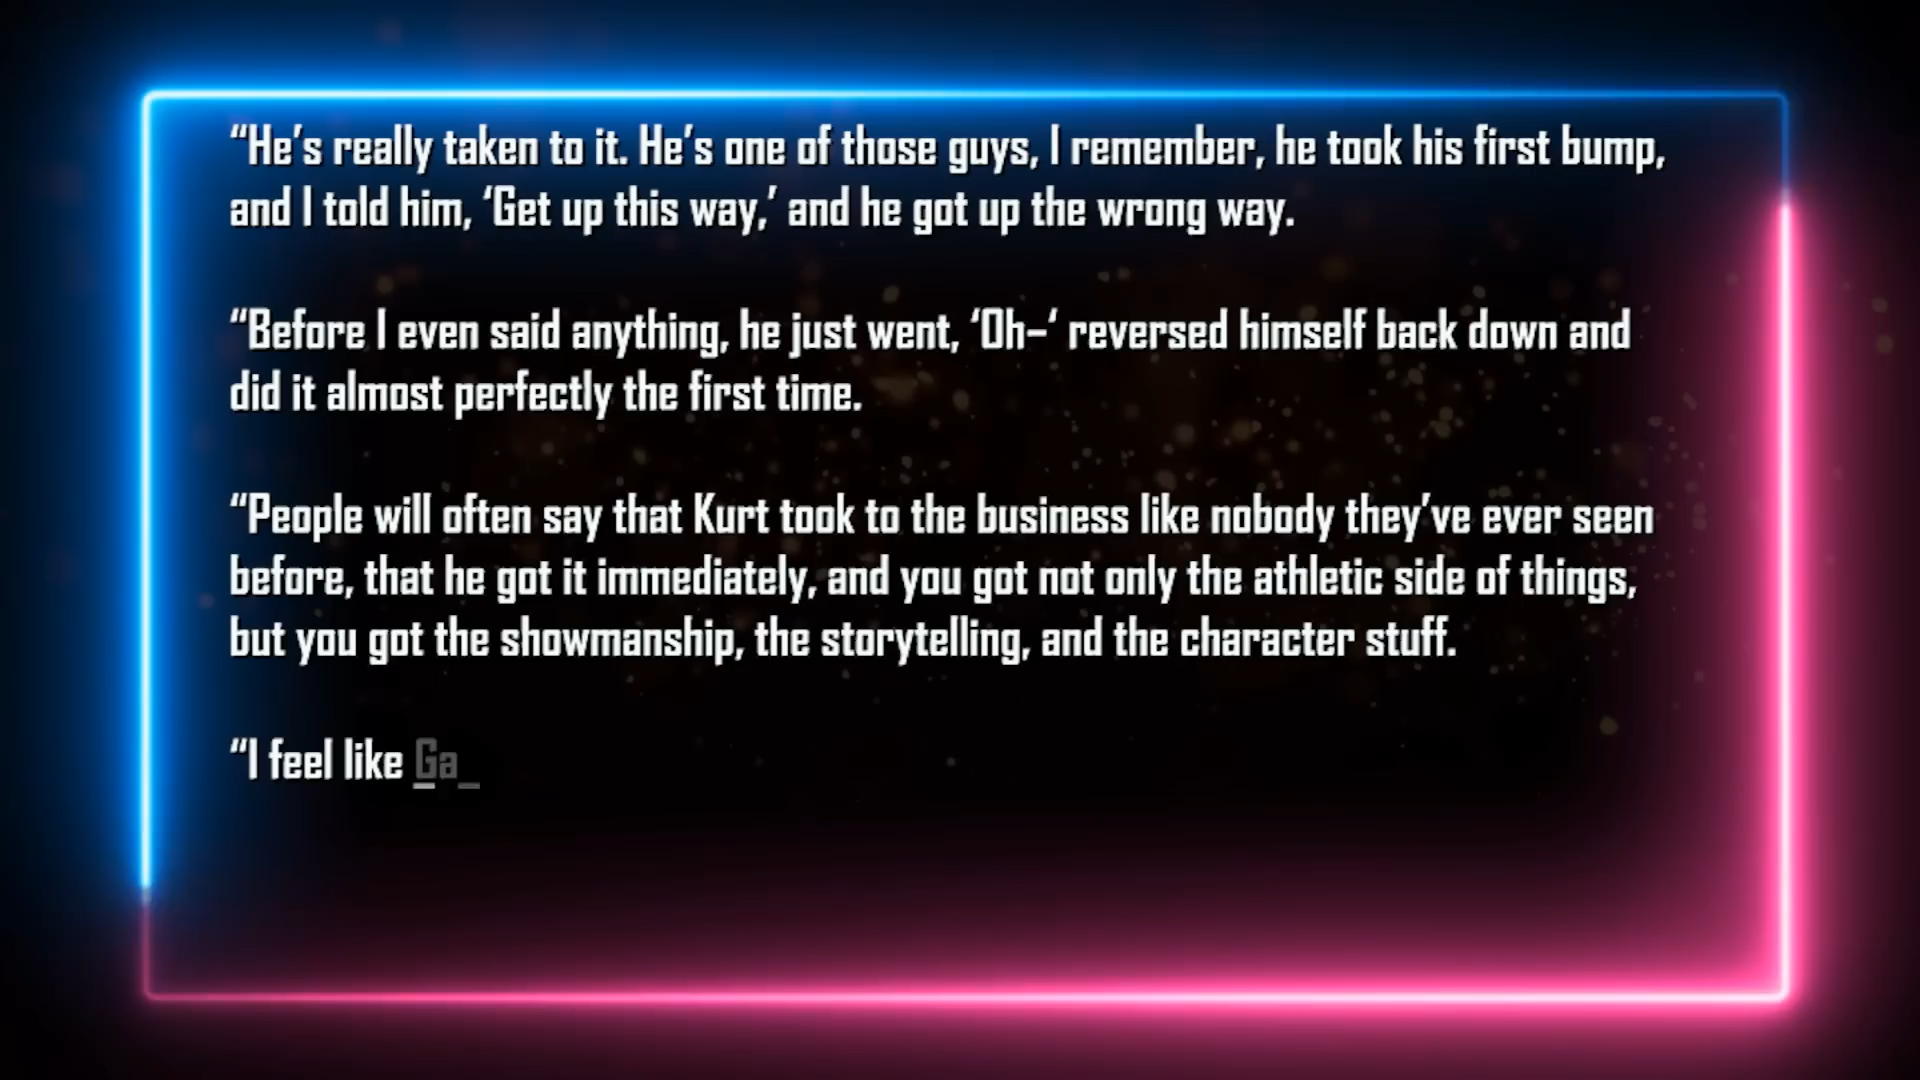 “He’s really taken to it. He’s one of those guys, I remember, he took his first bump,
and I told him, ‘Get up this way,’ and he got up the wrong way.
“Before I even said anything, he just went, ‘Oh–‘ reversed himself back down and
did it almost perfectly the first time.
“People will often say that Kurt took to the business like nobody they’ve ever seen
before, that he got it immediately, and you got not only the athletic side of things,
but you got the showmanship, the storytelling, and the character stuff.
“I feel like Ga_